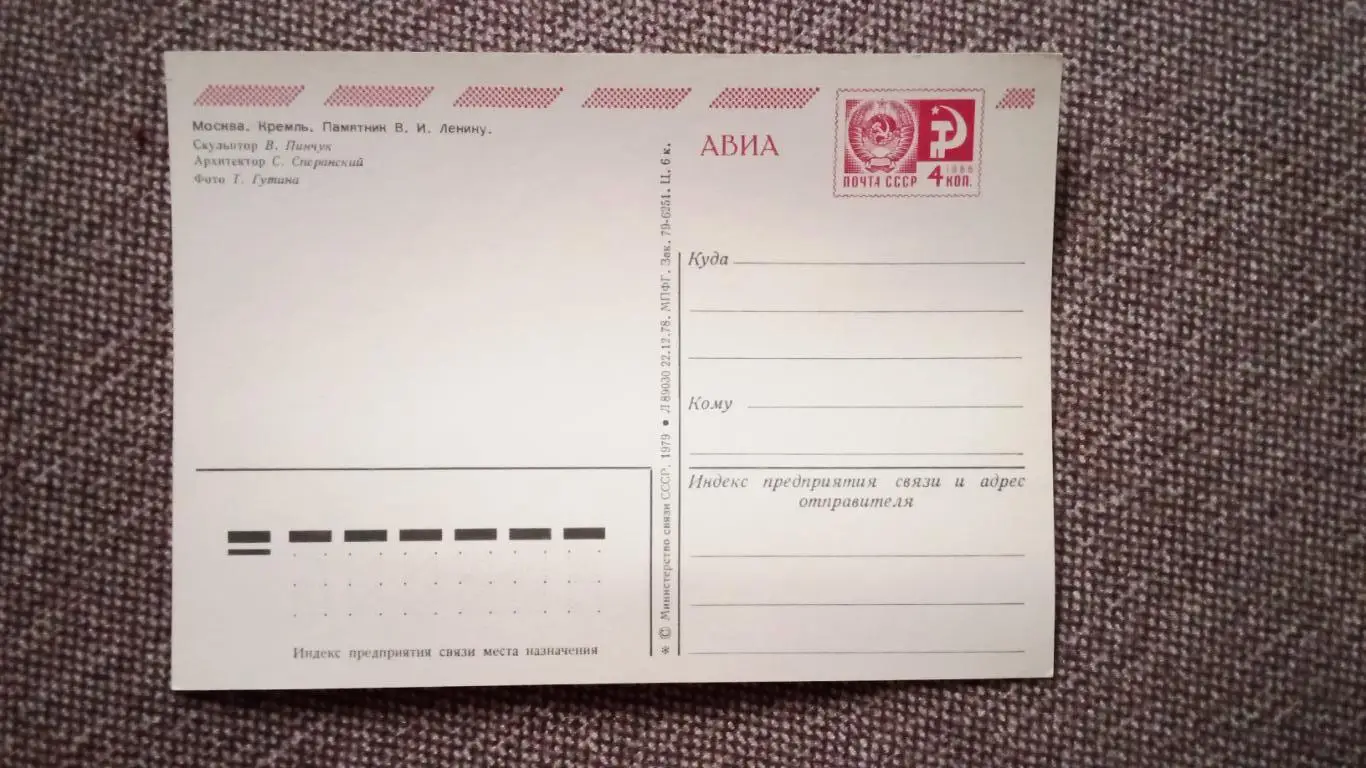 Москва. Кремль. Памятник В. И. Ленину.
Скульптор В. Пинчук
Архитектор С. Сперанский
Фото Т. Гутина
АВИА
1966
ПОЧТА СССР 4 КОП.
* © Министерство связи СССР, 1979 ● Л 89030 22.12.78. МПФГ. Зак. 79-6251. Ц. 6 к.
Куда
Кому
Индекс предприятия связи и адрес
отправителя
Индекс предприятия связи места назначения